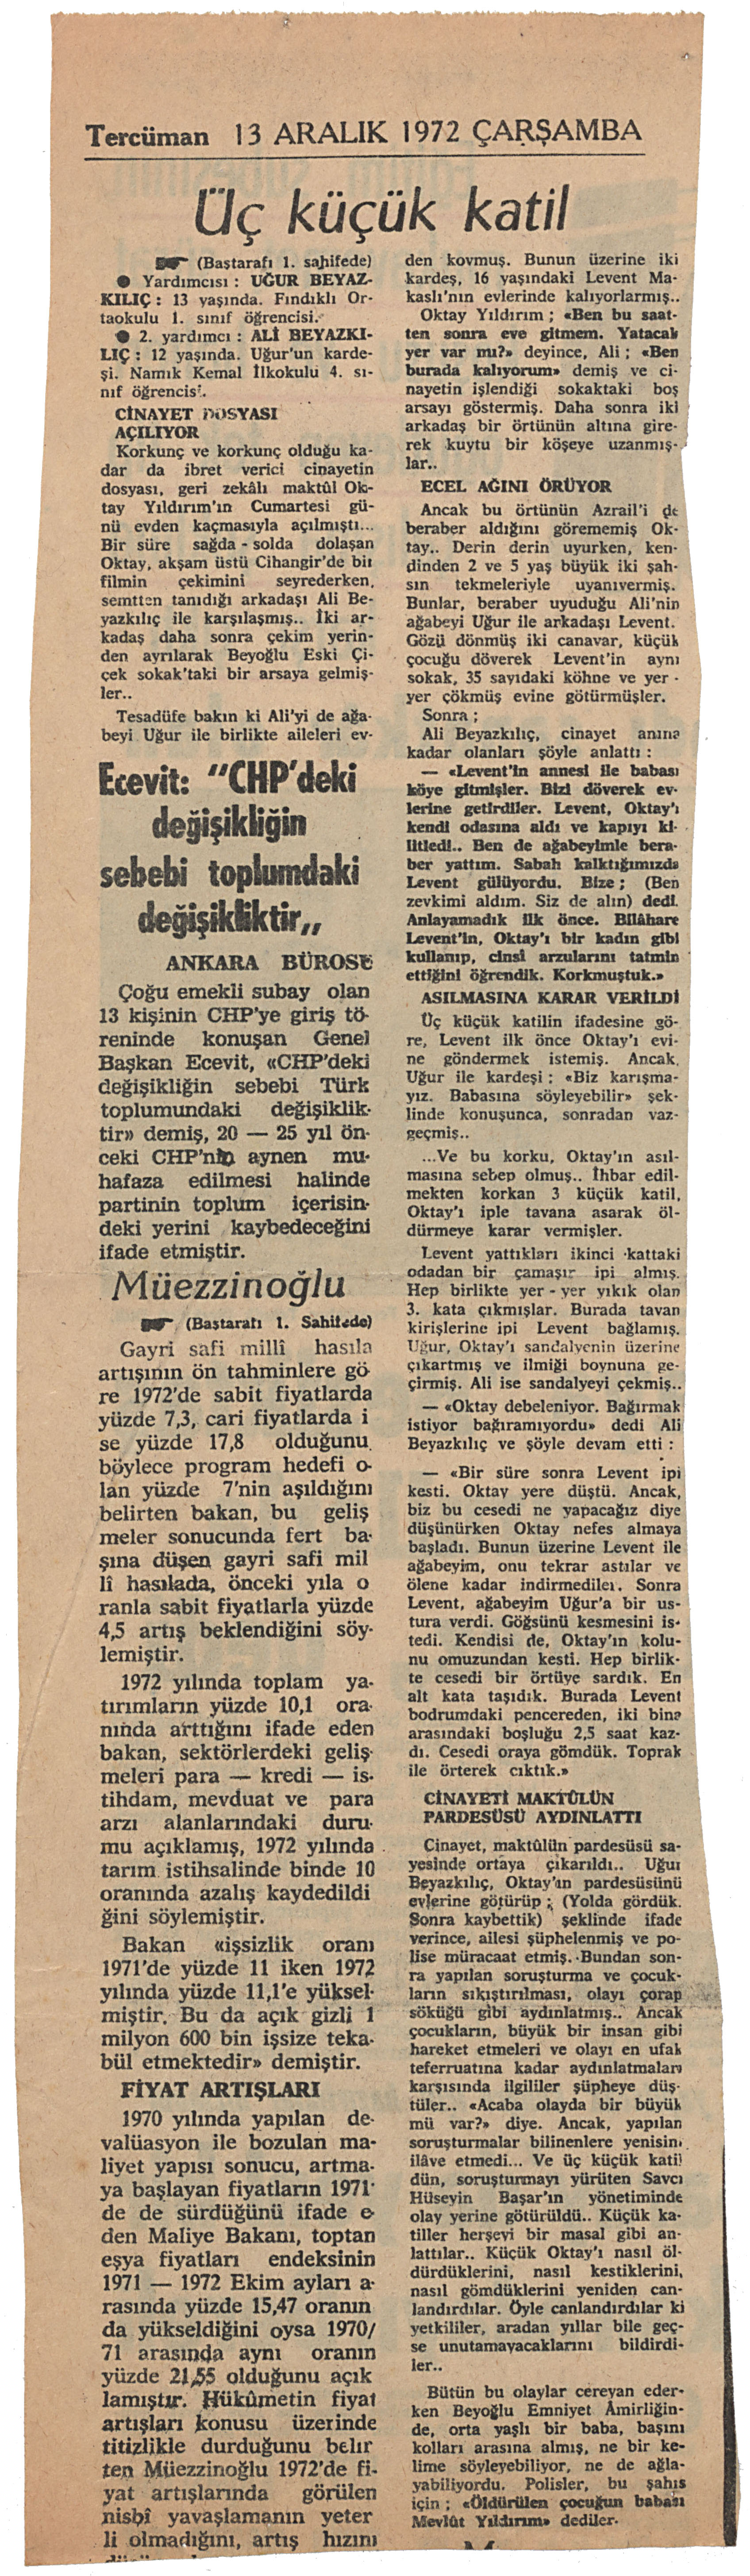 Tercüman 13 ARALIK 1972 ÇARŞAMBA
Üç küçük katil
(Baştarafı 1. sahifede)
● Yardımcısı : UĞUR BEYAZ-
KILIÇ : 13 yaşında. Fındıklı Or-
taokulu 1. sınıf öğrencisi.
● 2. yardımcı : ALİ BEYAZKI-
LIÇ : 12 yaşında. Uğur'un karde-
şi. Namık Kemal İlkokulu 4. sı-
nıf öğrencisi.
CİNAYET DOSYASI
AÇILIYOR
Korkunç ve korkunç olduğu ka-
dar da ibret verici cinayetin
dosyası, geri zekâlı maktûl Ok-
tay Yıldırım'ın Cumartesi gü-
nü evden kaçmasıyla açılmıştı...
Bir süre sağda - solda dolaşan
Oktay, akşam üstü Cihangir'de bir
filmin çekimini seyrederken,
semtten tanıdığı arkadaşı Ali Be-
yazkılıç ile karşılaşmış.. İki ar-
kadaş daha sonra çekim yerin-
den ayrılarak Beyoğlu Eski Çi-
çek sokak'taki bir arsaya gelmiş-
ler..
Tesadüfe bakın ki Ali'yi de ağa-
beyi Uğur ile birlikte aileleri ev-
den kovmuş. Bunun üzerine iki
kardeş, 16 yaşındaki Levent Ma-
kaslı'nın evlerinde kalıyorlarmış..
Oktay Yıldırım ; «Ben bu saat-
ten sonra eve gitmem. Yatacak
yer var mı?» deyince, Ali ; «Ben
burada kalıyorum» demiş ve ci-
nayetin işlendiği sokaktaki boş
arsayı göstermiş. Daha sonra iki
arkadaş bir örtünün altına gire-
rek kuytu bir köşeye uzanmış-
lar..
ECEL AĞINI ÖRÜYOR
Ancak bu örtünün Azrail'i de
beraber aldığını görememiş Ok-
tay.. Derin derin uyurken, ken-
dinden 2 ve 5 yaş büyük iki şah-
sın tekmeleriyle uyanıvermiş.
Bunlar, beraber uyuduğu Ali'nin
ağabeyi Uğur ile arkadaşı Levent.
Gözü dönmüş iki canavar, küçük
çocuğu döverek Levent'in aynı
sokak, 35 sayıdaki köhne ve yer -
yer çökmüş evine götürmüşler.
Sonra ;
Ali Beyazkılıç, cinayet anına
kadar olanları şöyle anlattı :
— «Levent'in annesi ile babası
köye gitmişler. Bizi döverek ev-
lerine getirdiler. Levent, Oktay'ı
kendi odasına aldı ve kapıyı ki-
litledi.. Ben de ağabeyimle bera-
ber yattım. Sabah kalktığımızda
Levent gülüyordu. Bize ; (Ben
zevkimi aldım. Siz de alın) dedi.
Anlayamadık ilk önce. Bilâhare
Levent'in, Oktay'ı bir kadın gibi
kullanıp, cinsi arzularını tatmin
ettiğini öğrendik. Korkmuştuk.»
ASILMASINA KARAR VERİLDİ
Üç küçük katilin ifadesine gö-
re, Levent ilk önce Oktay'ı evi-
ne göndermek istemiş. Ancak,
Uğur ile kardeşi : «Biz karışma-
yız. Babasına söyleyebilir» şek-
linde konuşunca, sonradan vaz-
geçmiş..
...Ve bu korku, Oktay'ın asıl-
masına sebep olmuş.. İhbar edil-
mekten korkan 3 küçük katil,
Oktay'ı iple tavana asarak öl-
dürmeye karar vermişler.
Levent yattıkları ikinci kattaki
odadan bir çamaşır ipi almış.
Hep birlikte yer - yer yıkık olan
3. kata çıkmışlar. Burada tavan
kirişlerine ipi Levent bağlamış.
Uğur, Oktay'ı sandalyenin üzerine
çıkartmış ve ilmiği boynuna ge-
çirmiş. Ali ise sandalyeyi çekmiş..
— «Oktay debeleniyor. Bağırmak
istiyor bağıramıyordu» dedi Ali
Beyazkılıç ve şöyle devam etti :
— «Bir süre sonra Levent ipi
kesti. Oktay yere düştü. Ancak,
biz bu cesedi ne yapacağız diye
düşünürken Oktay nefes almaya
başladı. Bunun üzerine Levent ile
ağabeyim, onu tekrar astılar ve
ölene kadar indirmediler. Sonra
Levent, ağabeyim Uğur'a bir us-
tura verdi. Göğsünü kesmesini is-
tedi. Kendisi de, Oktay'ın kolu-
nu omuzundan kesti. Hep birlik-
te cesedi bir örtüye sardık. En
alt kata taşıdık. Burada Levent
bodrumdaki pencereden, iki bina
arasındaki boşluğu 2,5 saat kaz-
dı. Cesedi oraya gömdük. Toprak
ile örterek cıktık.»
CİNAYETİ MAKTÛLÜN
PARDESÜSÜ AYDINLATTI
Cinayet, maktûlün pardesüsü sa-
yesinde ortaya çıkarıldı.. Uğur
Beyazkılıç, Oktay'ın pardesüsünü
evlerine götürüp ; (Yolda gördük.
Sonra kaybettik) şeklinde ifade
verince, ailesi şüphelenmiş ve po-
lise müracaat etmiş. Bundan son-
ra yapılan soruşturma ve çocuk-
ların sıkıştırılması, olayı çorap
söküğü gibi aydınlatmış.. Ancak
çocukların, büyük bir insan gibi
hareket etmeleri ve olayı en ufak
teferruatına kadar aydınlatmaları
karşısında ilgililer şüpheye düş-
tüler.. «Acaba olayda bir büyük
mü var?» diye. Ancak, yapılan
soruşturmalar bilinenlere yenisini
ilâve etmedi... Ve üç küçük katil
dün, soruşturmayı yürüten Savcı
Hüseyin Başar'ın yönetiminde
olay yerine götürüldü.. Küçük ka-
tiller herşeyi bir masal gibi an-
lattılar.. Küçük Oktay'ı nasıl öl-
dürdüklerini, nasıl kestiklerini,
nasıl gömdüklerini yeniden can-
landırdılar. Öyle canlandırdılar ki
yetkililer, aradan yıllar bile geç-
se unutamayacaklarını bildirdi-
ler..
Bütün bu olaylar cereyan eder-
ken Beyoğlu Emniyet Âmirliğin-
de, orta yaşlı bir baba, başını
kolları arasına almış, ne bir ke-
lime söyleyebiliyor, ne de ağla-
yabiliyordu. Polisler, bu şahıs
için ; «Öldürülen çocuğun babası
Mevlût Yıldırım» dediler.
Ecevit: "CHP'deki
değişikliğin
sebebi toplumdaki
değişikliktir,,
ANKARA BÜROSU
Çoğu emekli subay olan
13 kişinin CHP'ye giriş tö-
reninde konuşan Genel
Başkan Ecevit, «CHP'deki
değişikliğin sebebi Türk
toplumundaki değişiklik-
tir» demiş, 20 — 25 yıl ön-
ceki CHP'nin aynen mu-
hafaza edilmesi halinde
partinin toplum içerisin-
deki yerini kaybedeceğini
ifade etmiştir.
Müezzinoğlu
(Baştarafı 1. Sahifede)
Gayri safi millî hasıla
artışının ön tahminlere gö
re 1972'de sabit fiyatlarda
yüzde 7,3, cari fiyatlarda i
se yüzde 17,8 olduğunu,
böylece program hedefi o-
lan yüzde 7'nin aşıldığını
belirten bakan, bu geliş
meler sonucunda fert ba-
şına düşen gayri safi mil
lî hasılada, önceki yıla o
ranla sabit fiyatlarla yüzde
4,5 artış beklendiğini söy-
lemiştir.
1972 yılında toplam ya-
tırımların yüzde 10,1 ora-
nında arttığını ifade eden
bakan, sektörlerdeki geliş-
meleri para — kredi — is-
tihdam, mevduat ve para
arzı alanlarındaki duru-
mu açıklamış, 1972 yılında
tarım istihsalinde binde 10
oranında azalış kaydedildi
ğini söylemiştir.
Bakan «işsizlik oranı
1971'de yüzde 11 iken 1972
yılında yüzde 11,1'e yüksel-
miştir. Bu da açık gizli 1
milyon 600 bin işsize teka-
bül etmektedir» demiştir.
FİYAT ARTIŞLARI
1970 yılında yapılan de-
valüasyon ile bozulan ma-
liyet yapısı sonucu, artma-
ya başlayan fiyatların 1971'
de de sürdüğünü ifade e-
den Maliye Bakanı, toptan
eşya fiyatları endeksinin
1971 — 1972 Ekim ayları a-
rasında yüzde 15,47 oranın
da yükseldiğini oysa 1970/
71 arasında aynı oranın
yüzde 21,55 olduğunu açık
lamıştır. Hükûmetin fiyat
artışları konusu üzerinde
titizlikle durduğunu belir
ten Müezzinoğlu 1972'de fi-
yat artışlarında görülen
nisbî yavaşlamanın yeter
li olmadığını, artış hızını